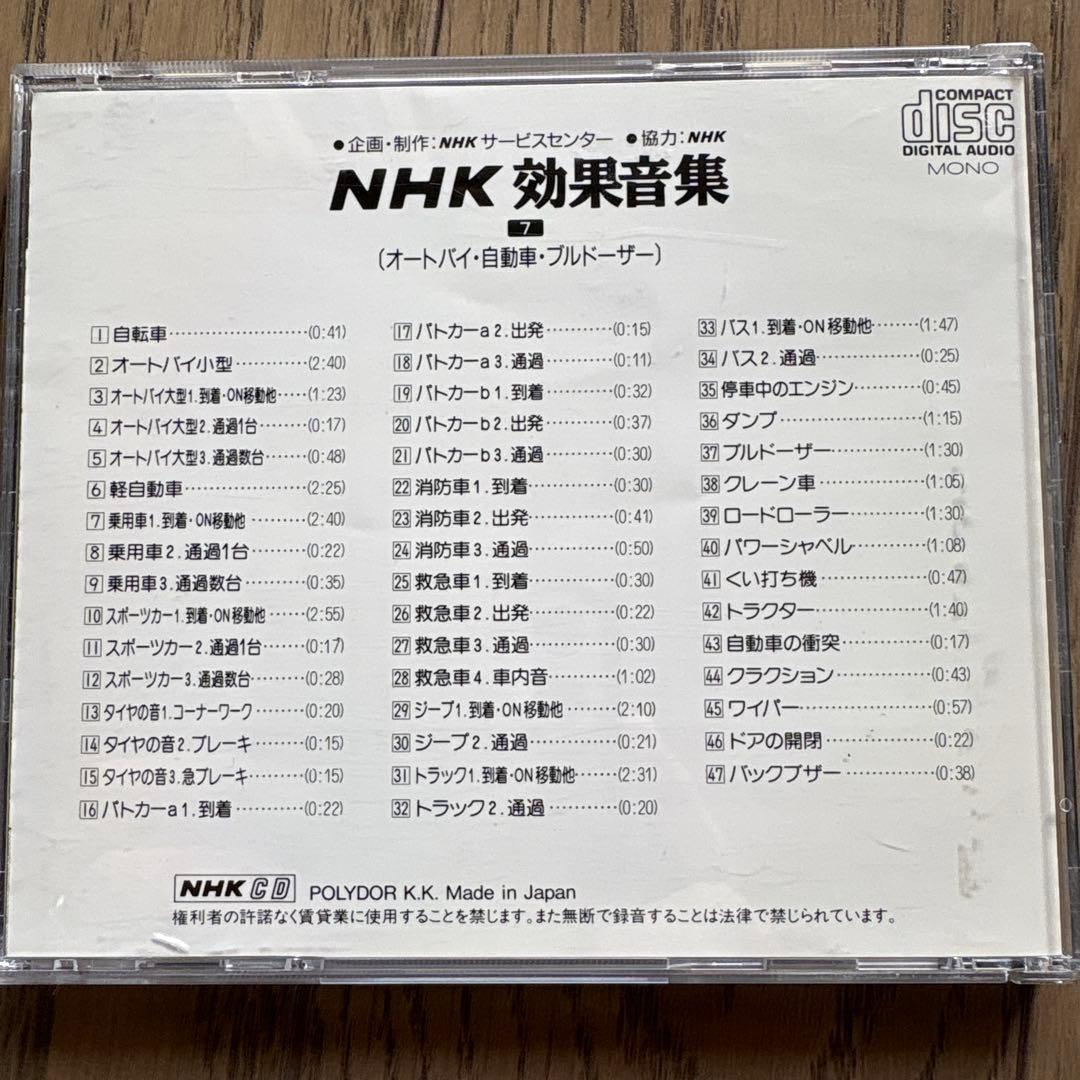 COMPACT
disc
DIGITAL AUDIO
MONO
●企画・制作：NHKサービスセンター ●協力：NHK
NHK 効果音集
7
〔オートバイ・自動車・ブルドーザー〕
1 自転車……………………(0:41)
2 オートバイ小型……………(2:40)
3 オートバイ大型1.到着・ON移動他……(1:23)
4 オートバイ大型2.通過1台………(0:17)
5 オートバイ大型3.通過数台………(0:48)
6 軽自動車…………………(2:25)
7 乗用車1.到着・ON移動他…………(2:40)
8 乗用車2.通過1台…………(0:22)
9 乗用車3.通過数台…………(0:35)
10 スポーツカー1.到着・ON移動他……(2:55)
11 スポーツカー2.通過1台………(0:17)
12 スポーツカー3.通過数台………(0:28)
13 タイヤの音1.コーナーワーク………(0:20)
14 タイヤの音2.ブレーキ…………(0:15)
15 タイヤの音3.急ブレーキ…………(0:15)
16 パトカーa1.到着……………(0:22)
17 パトカーa2.出発……………(0:15)
18 パトカーa3.通過……………(0:11)
19 パトカーb1.到着……………(0:32)
20 パトカーb2.出発……………(0:37)
21 パトカーb3.通過……………(0:30)
22 消防車1.到着………………(0:30)
23 消防車2.出発………………(0:41)
24 消防車3.通過………………(0:50)
25 救急車1.到着………………(0:30)
26 救急車2.出発………………(0:22)
27 救急車3.通過………………(0:30)
28 救急車4.車内音……………(1:02)
29 ジープ1.到着・ON移動他………(2:10)
30 ジープ2.通過………………(0:21)
31 トラック1.到着・ON移動他………(2:31)
32 トラック2.通過………………(0:20)
33 バス1.到着・ON移動他………(1:47)
34 バス2.通過…………………(0:25)
35 停車中のエンジン……………(0:45)
36 ダンプ……………………(1:15)
37 ブルドーザー………………(1:30)
38 クレーン車…………………(1:05)
39 ロードローラー………………(1:30)
40 パワーシャベル………………(1:08)
41 くい打ち機…………………(0:47)
42 トラクター…………………(1:40)
43 自動車の衝突………………(0:17)
44 クラクション…………………(0:43)
45 ワイパー……………………(0:57)
46 ドアの開閉…………………(0:22)
47 バックブザー………………(0:38)
NHK CD POLYDOR K.K. Made in Japan
権利者の許諾なく賃貸業に使用することを禁じます。また無断で録音することは法律で禁じられています。